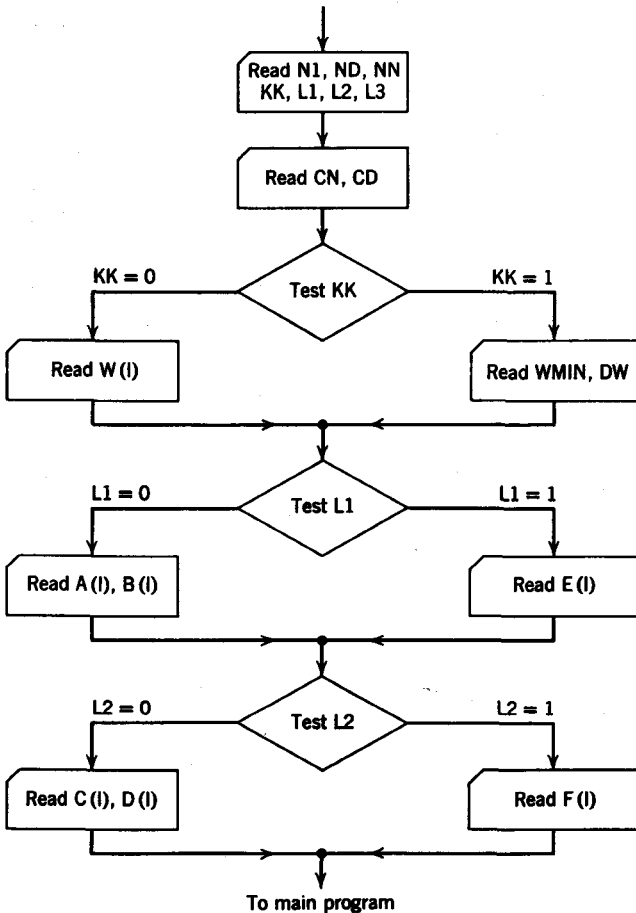 Read N1, ND, NN
KK, L1, L2, L3
Read CN, CD
KK = 0
Test KK
KK = 1
Read W(I)
Read WMIN, DW
L1 = 0
Test L1
L1 = 1
Read A(I), B(I)
Read E(I)
L2 = 0
Test L2
L2 = 1
Read C(I), D(I)
Read F(I)
To main program